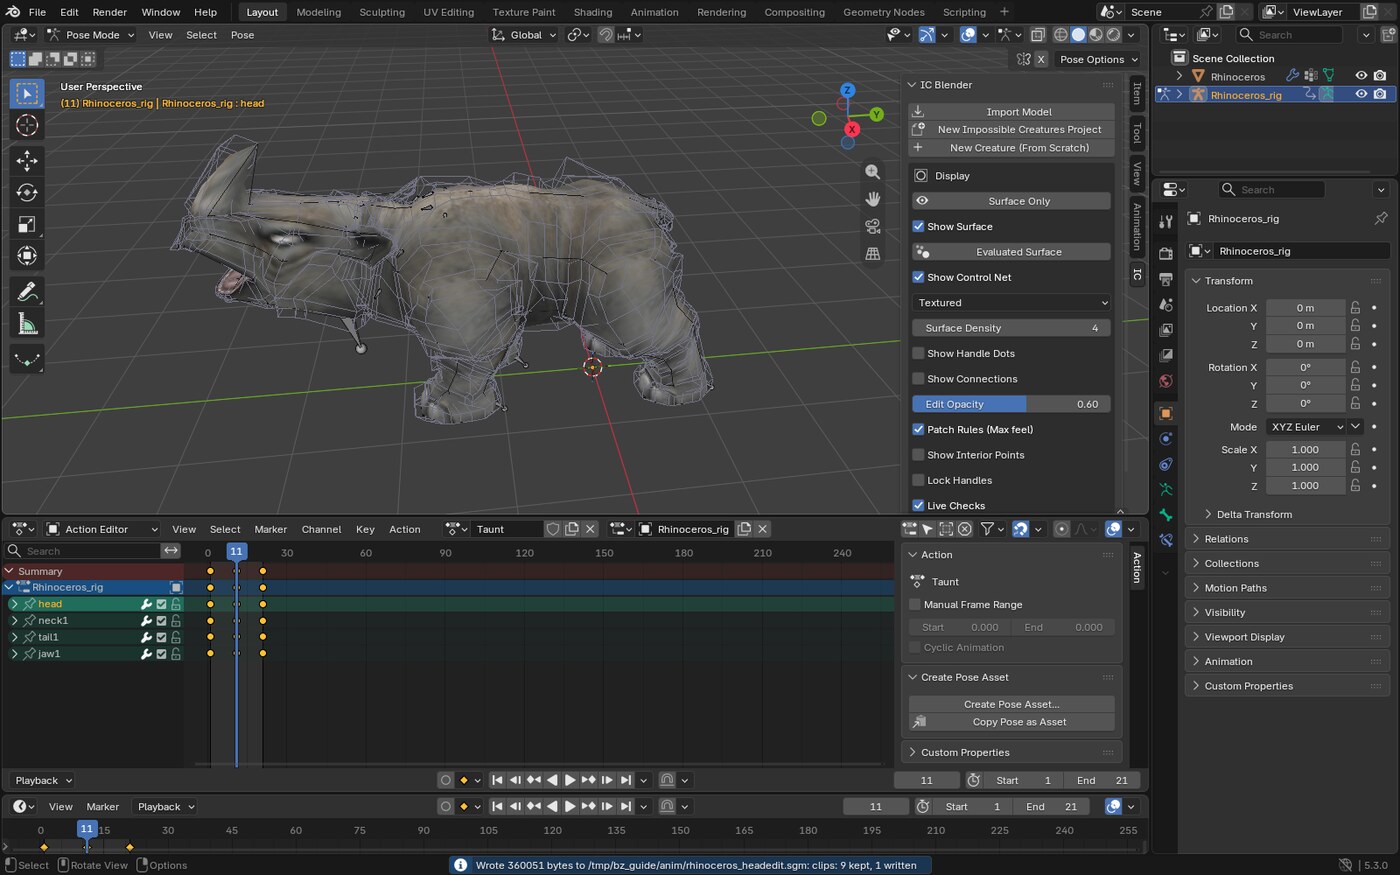 File Edit Render Window Help Layout Modeling Sculpting UV Editing Texture Paint Shading Animation Rendering Compositing Geometry Nodes Scripting + Scene ViewLayer
Pose Mode View Select Pose Global Search
X Pose Options
User Perspective
(11) Rhinoceros_rig | Rhinoceros_rig : head
Z
Y
X
IC Blender
Import Model
New Impossible Creatures Project
New Creature (From Scratch)
Display
Surface Only
Show Surface
Evaluated Surface
Show Control Net
Textured
Surface Density 4
Show Handle Dots
Show Connections
Edit Opacity 0.60
Patch Rules (Max feel)
Show Interior Points
Lock Handles
Live Checks
Item
Tool
View
Animation
IC
Scene Collection
Rhinoceros
Rhinoceros_rig
Search
Rhinoceros_rig
Rhinoceros_rig
Transform
Location X 0 m
Y 0 m
Z 0 m
Rotation X 0°
Y 0°
Z 0°
Mode XYZ Euler
Scale X 1.000
Y 1.000
Z 1.000
Delta Transform
Relations
Collections
Motion Paths
Visibility
Viewport Display
Animation
Custom Properties
Action Editor View Select Marker Channel Key Action Taunt Rhinoceros_rig
Search 0 11 30 60 90 120 150 180 210 240
Summary
Rhinoceros_rig
head
neck1
tail1
jaw1
Action
Taunt
Manual Frame Range
Start 0.000 End 0.000
Cyclic Animation
Create Pose Asset
Create Pose Asset...
Copy Pose as Asset
Custom Properties
Action
Playback 11 Start 1 End 21
View Marker Playback 11 Start 1 End 21
0 11 15 30 45 60 75 90 105 120 135 150 165 180 195 210 225 240 255
Select Rotate View Options Wrote 360051 bytes to /tmp/bz_guide/anim/rhinoceros_headedit.sgm: clips: 9 kept, 1 written 5.3.0